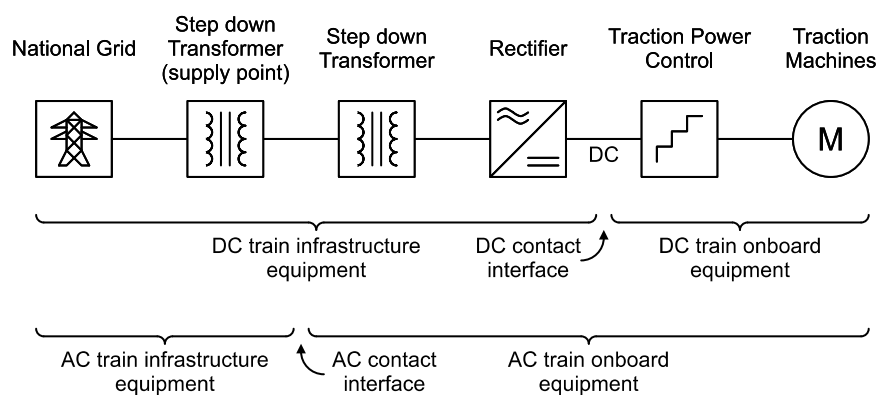 National Grid
Step down
Transformer
(supply point)
Step down
Transformer
Rectifier
Traction Power
Control
Traction
Machines
DC
M
DC train infrastructure
equipment
DC contact
interface
DC train onboard
equipment
AC train infrastructure
equipment
AC contact
interface
AC train onboard
equipment